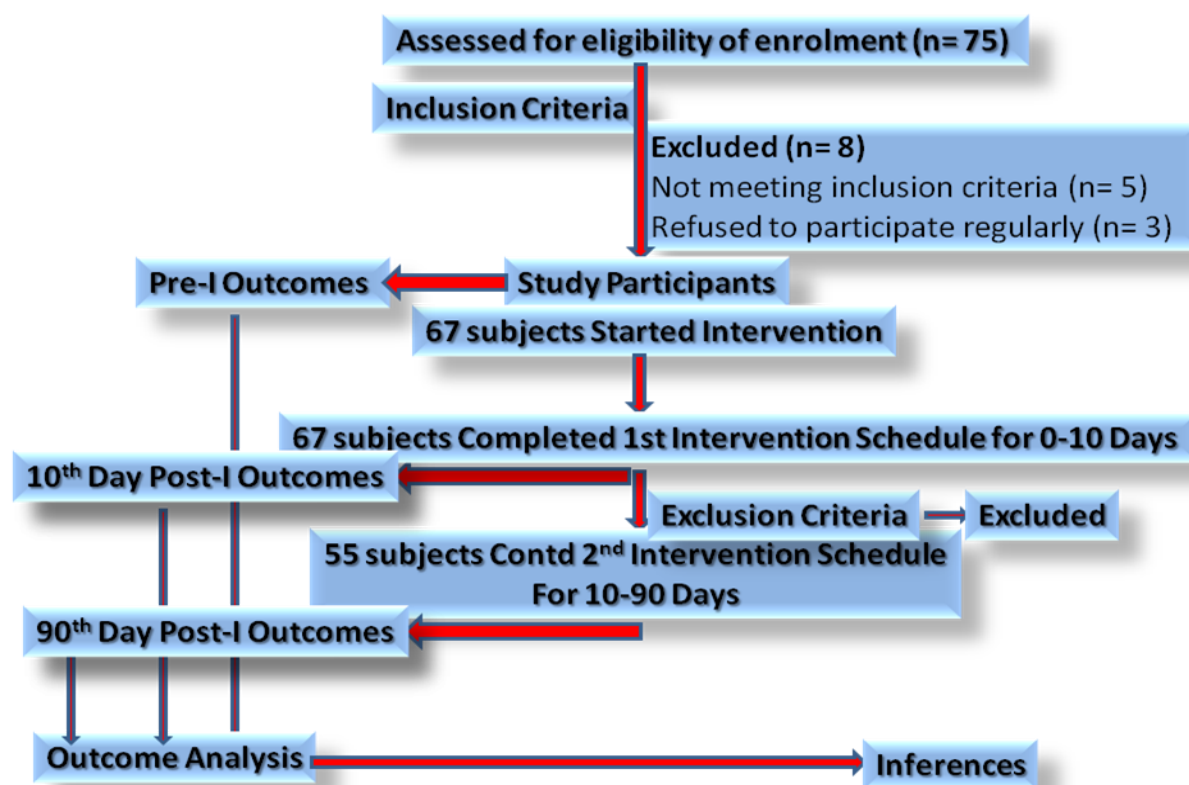 Assessed for eligibility of enrolment (n= 75)
Inclusion Criteria
Excluded (n= 8)
Not meeting inclusion criteria (n= 5)
Refused to participate regularly (n= 3)
Pre-I Outcomes
Study Participants
67 subjects Started Intervention
67 subjects Completed 1st Intervention Schedule for 0-10 Days
10th Day Post-I Outcomes
Exclusion Criteria
Excluded
55 subjects Contd 2nd Intervention Schedule
For 10-90 Days
90th Day Post-I Outcomes
Outcome Analysis
Inferences